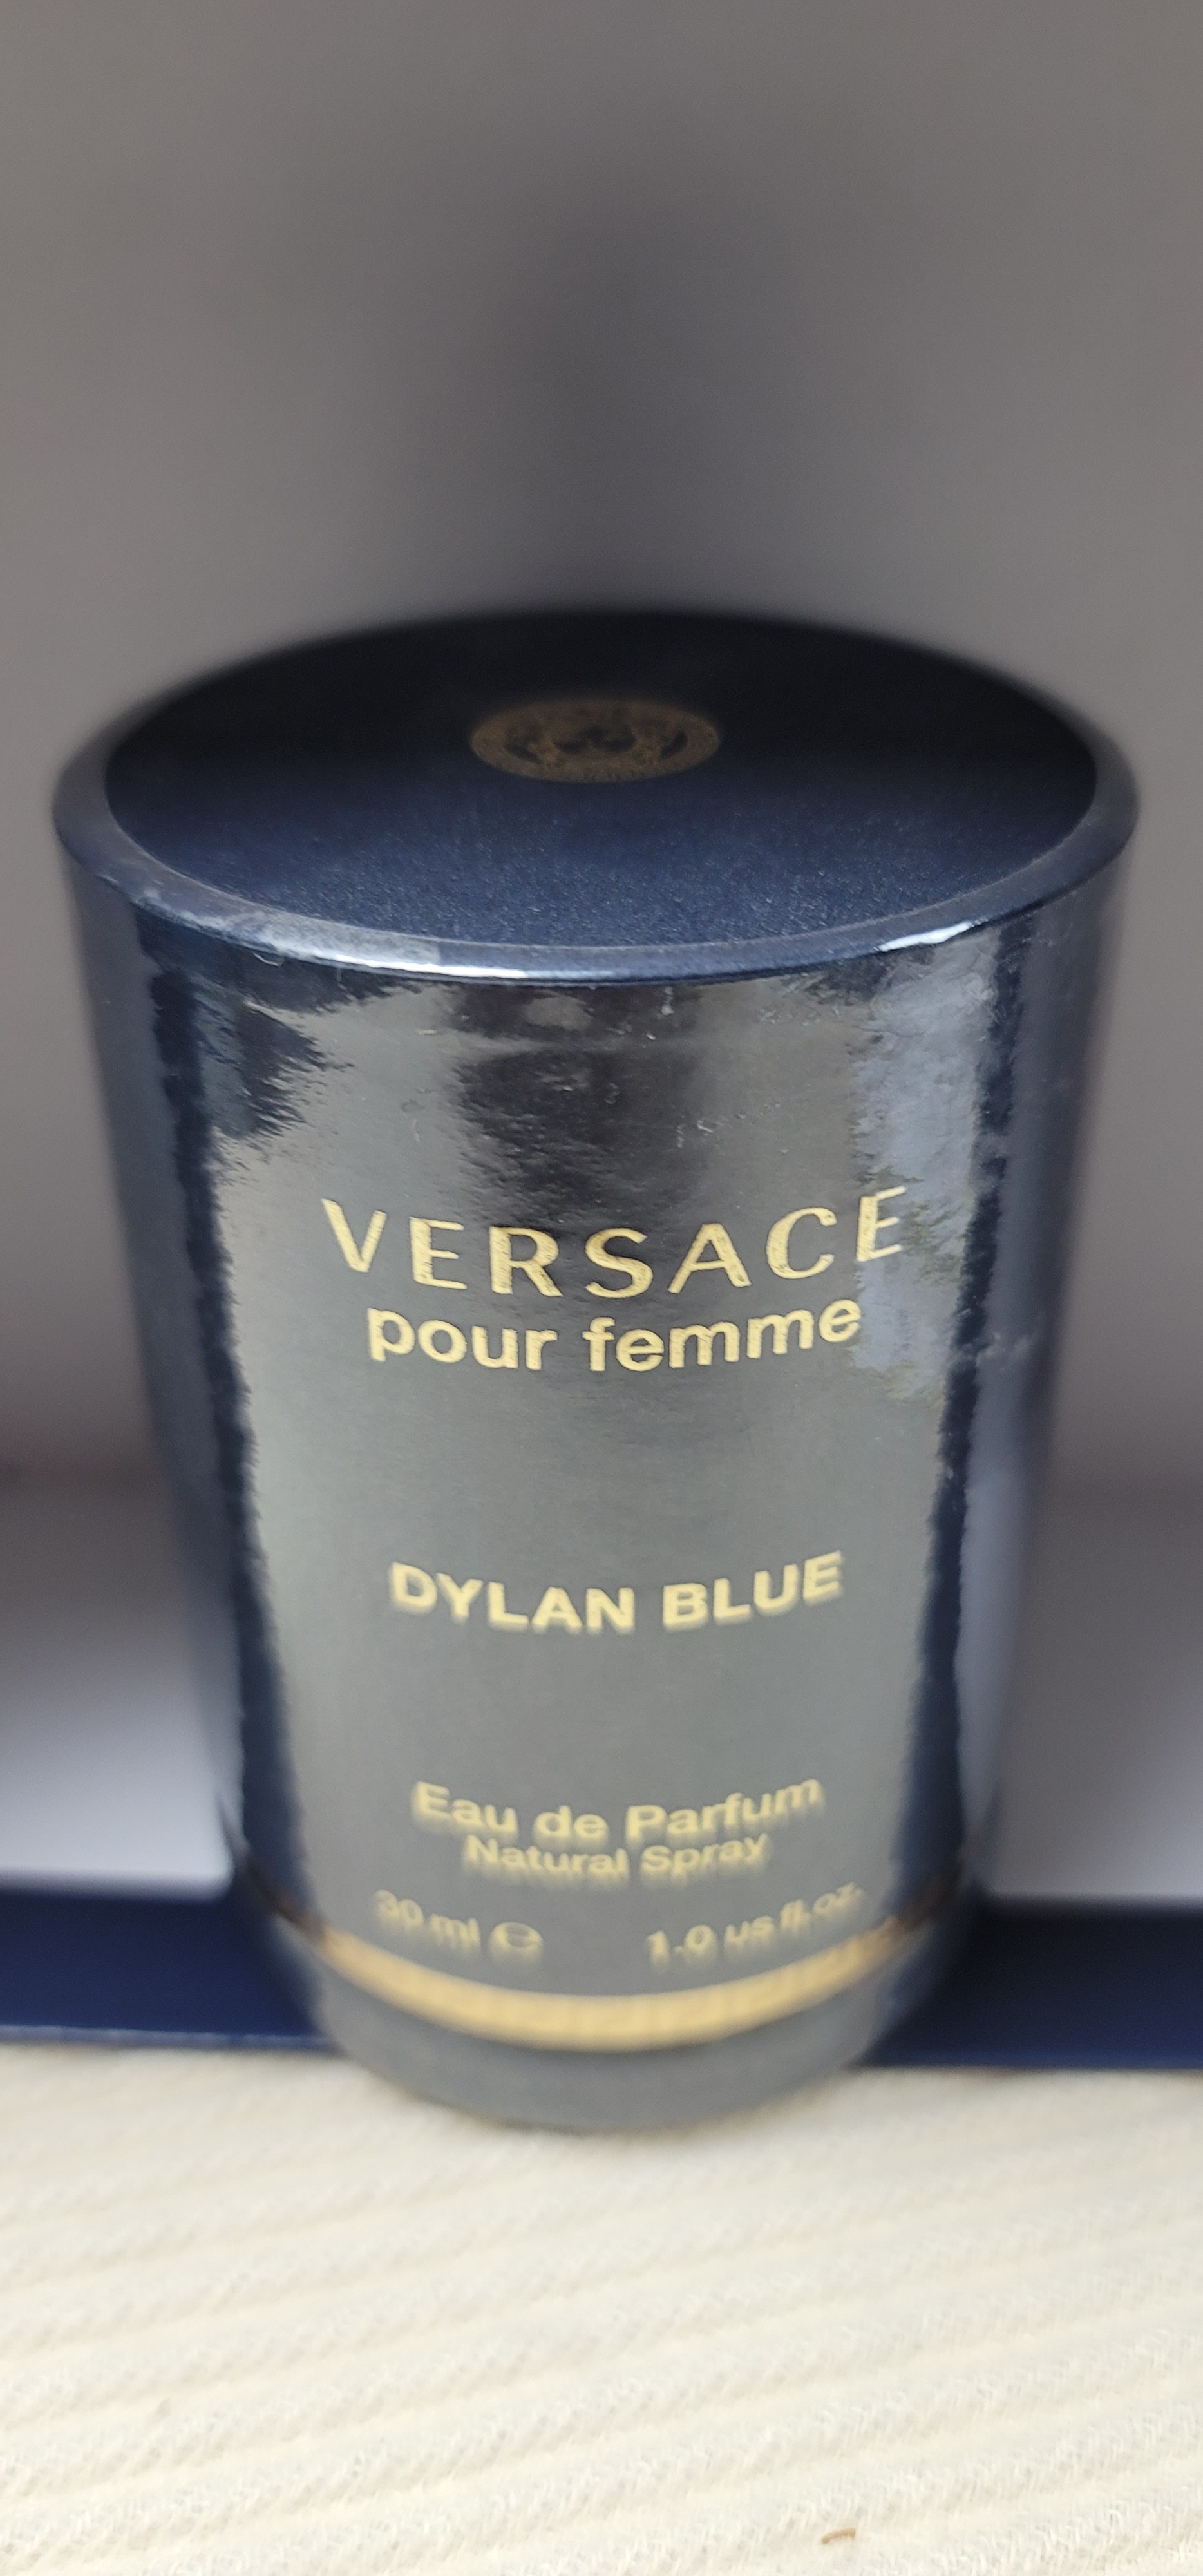 VERSACE
pour femme
DYLAN BLUE
Eau de Parfum
Natural Spray
30 ml ℮ 1.0 us fl.oz.